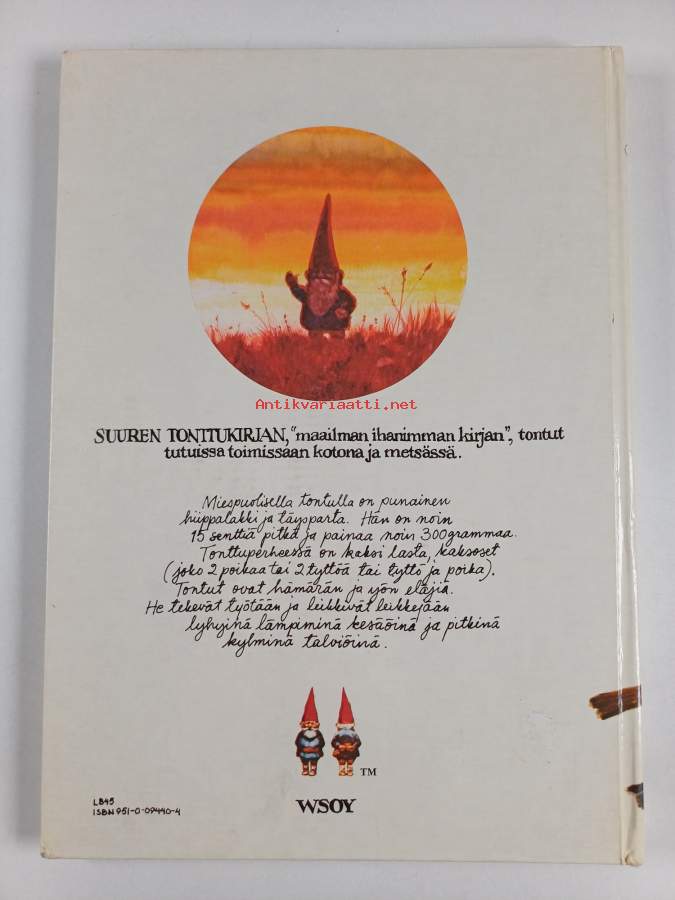 Antikvariaatti.net
SUUREN TONTTUKIRJAN, "maailman ihanimman kirjan", tontut
tutuissa toimissaan kotona ja metsässä.
Miespuolisella tontulla on punainen
hiippalakki ja täysparta. Hän on noin
15 senttiä pitkä ja painaa noin 300 grammaa.
Tonttuperheessä on kaksi lasta, kaksoset
(joko 2 poikaa tai 2 tyttöä tai tyttö ja poika).
Tontut ovat hämärän ja yön eläjiä.
He tekevät työtään ja leikkivät leikkejään
lyhyinä lämpiminä kesäöinä ja pitkinä
kylminä talviöinä.
TM
L845
ISBN 951-0-09440-4
WSOY